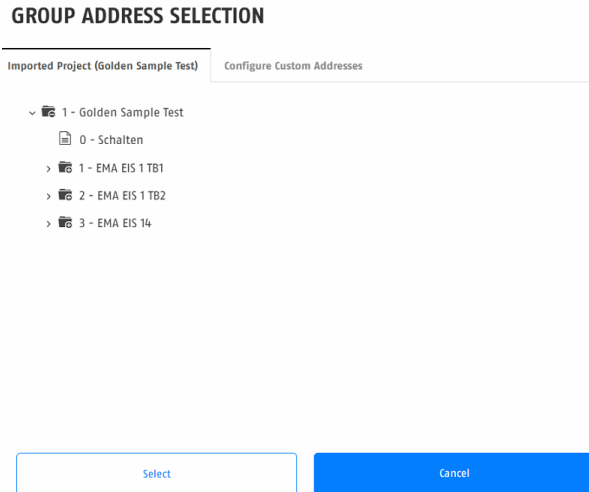 GROUP ADDRESS SELECTION
Imported Project (Golden Sample Test) Configure Custom Addresses
1 - Golden Sample Test
0 - Schalten
1 - EMA EIS 1 TB1
2 - EMA EIS 1 TB2
3 - EMA EIS 14
Select Cancel